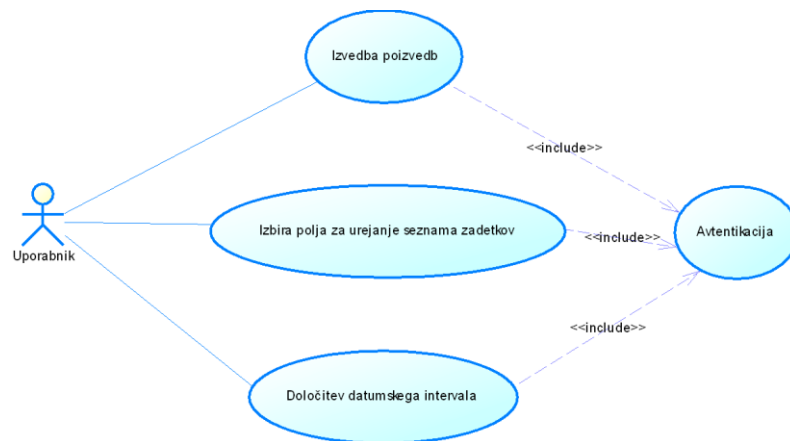 Izvedba poizvedb
<<include>>
Izbira polja za urejanje seznama zadetkov
<<include>>
Avtentikacija
Uporabnik
<<include>>
Določitev datumskega intervala